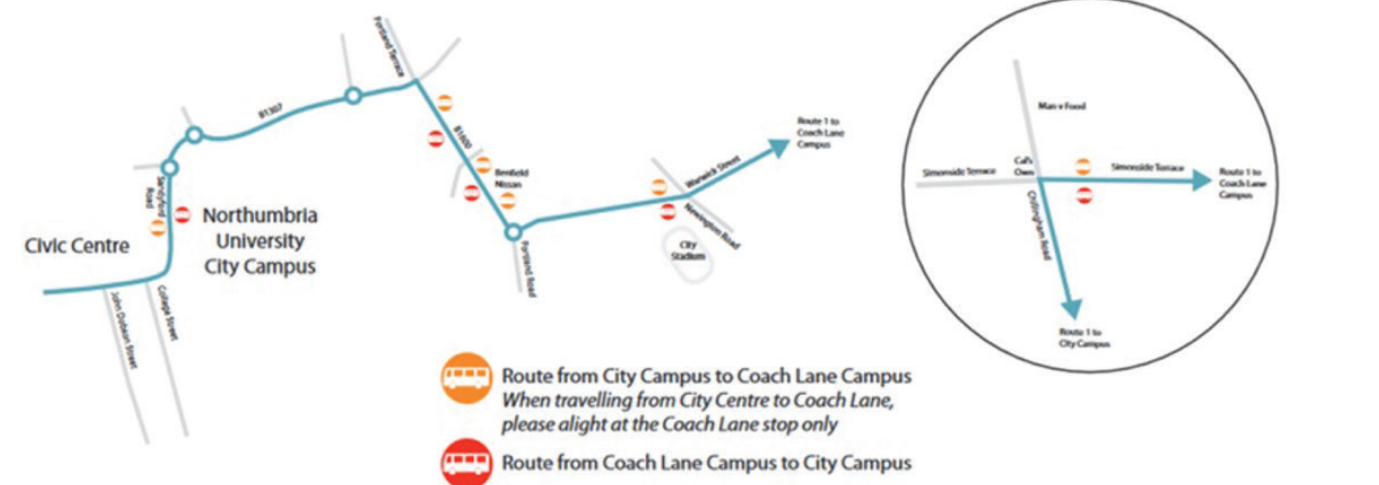 Portland Terrace
B1307
B1600
Benfield
Nissan
Sandyford
Road
Civic Centre
Northumbria
University
City Campus
John Dobson Street
College Street
Portland Road
Warwick Street
Newington Road
City
Stadium
Route 1 to
Coach Lane
Campus
Man v Food
Simonside Terrace
Cal's
Own
Simonside Terrace
Route 1 to
Coach Lane
Campus
Chillingham Road
Route 1 to
City Campus
Route from City Campus to Coach Lane Campus
When travelling from City Centre to Coach Lane,
please alight at the Coach Lane stop only
Route from Coach Lane Campus to City Campus